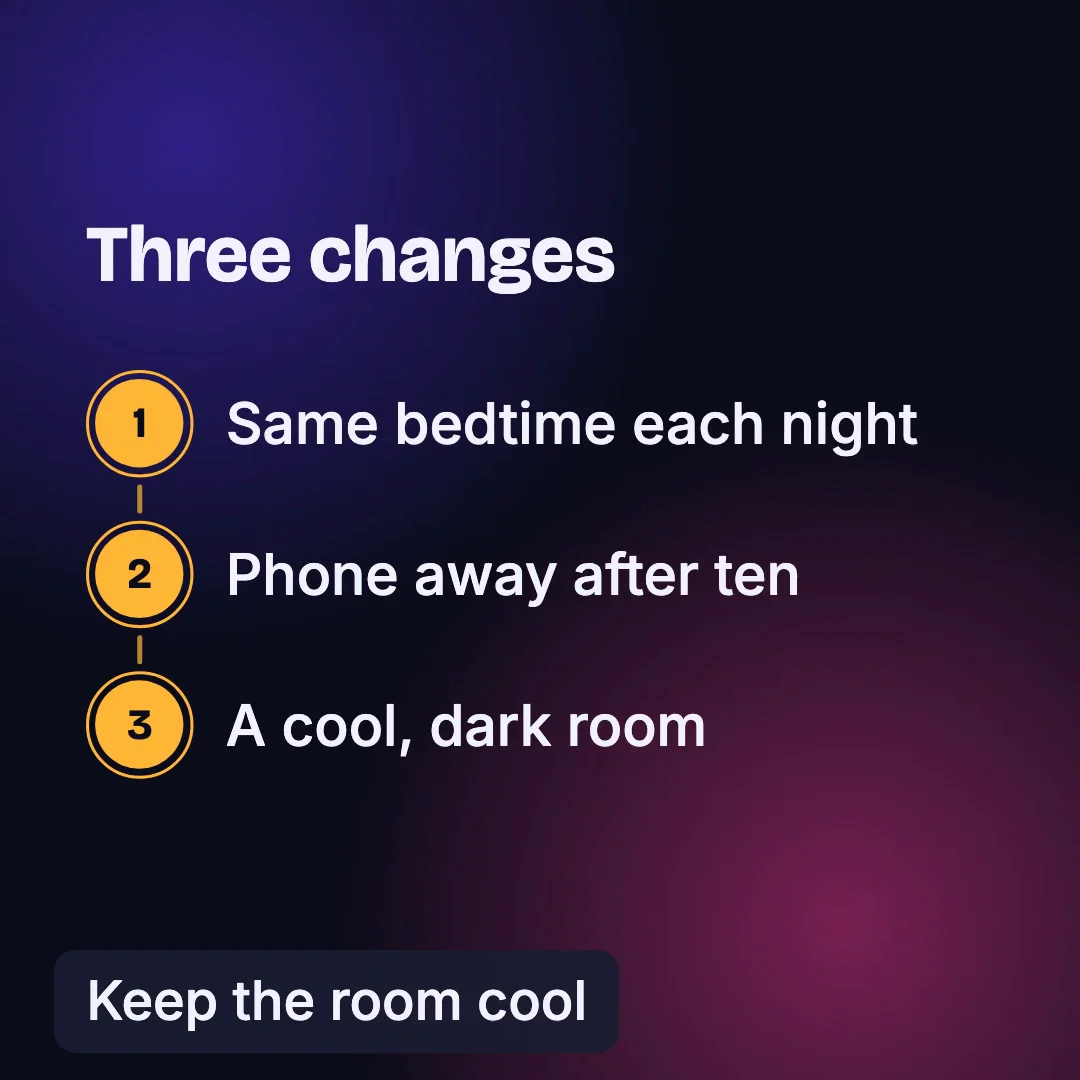 Three changes
1 Same bedtime each night
2 Phone away after ten
3 A cool, dark room
Keep the room cool